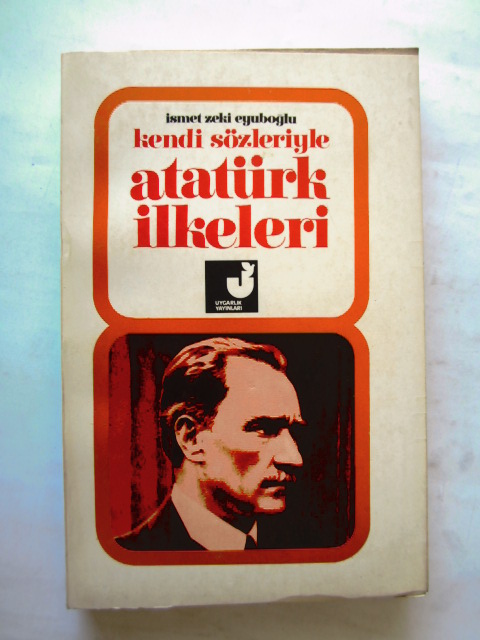 ismet zeki eyuboğlu
kendi sözleriyle
atatürk
ilkeleri
UYGARLIK
YAYINLARI